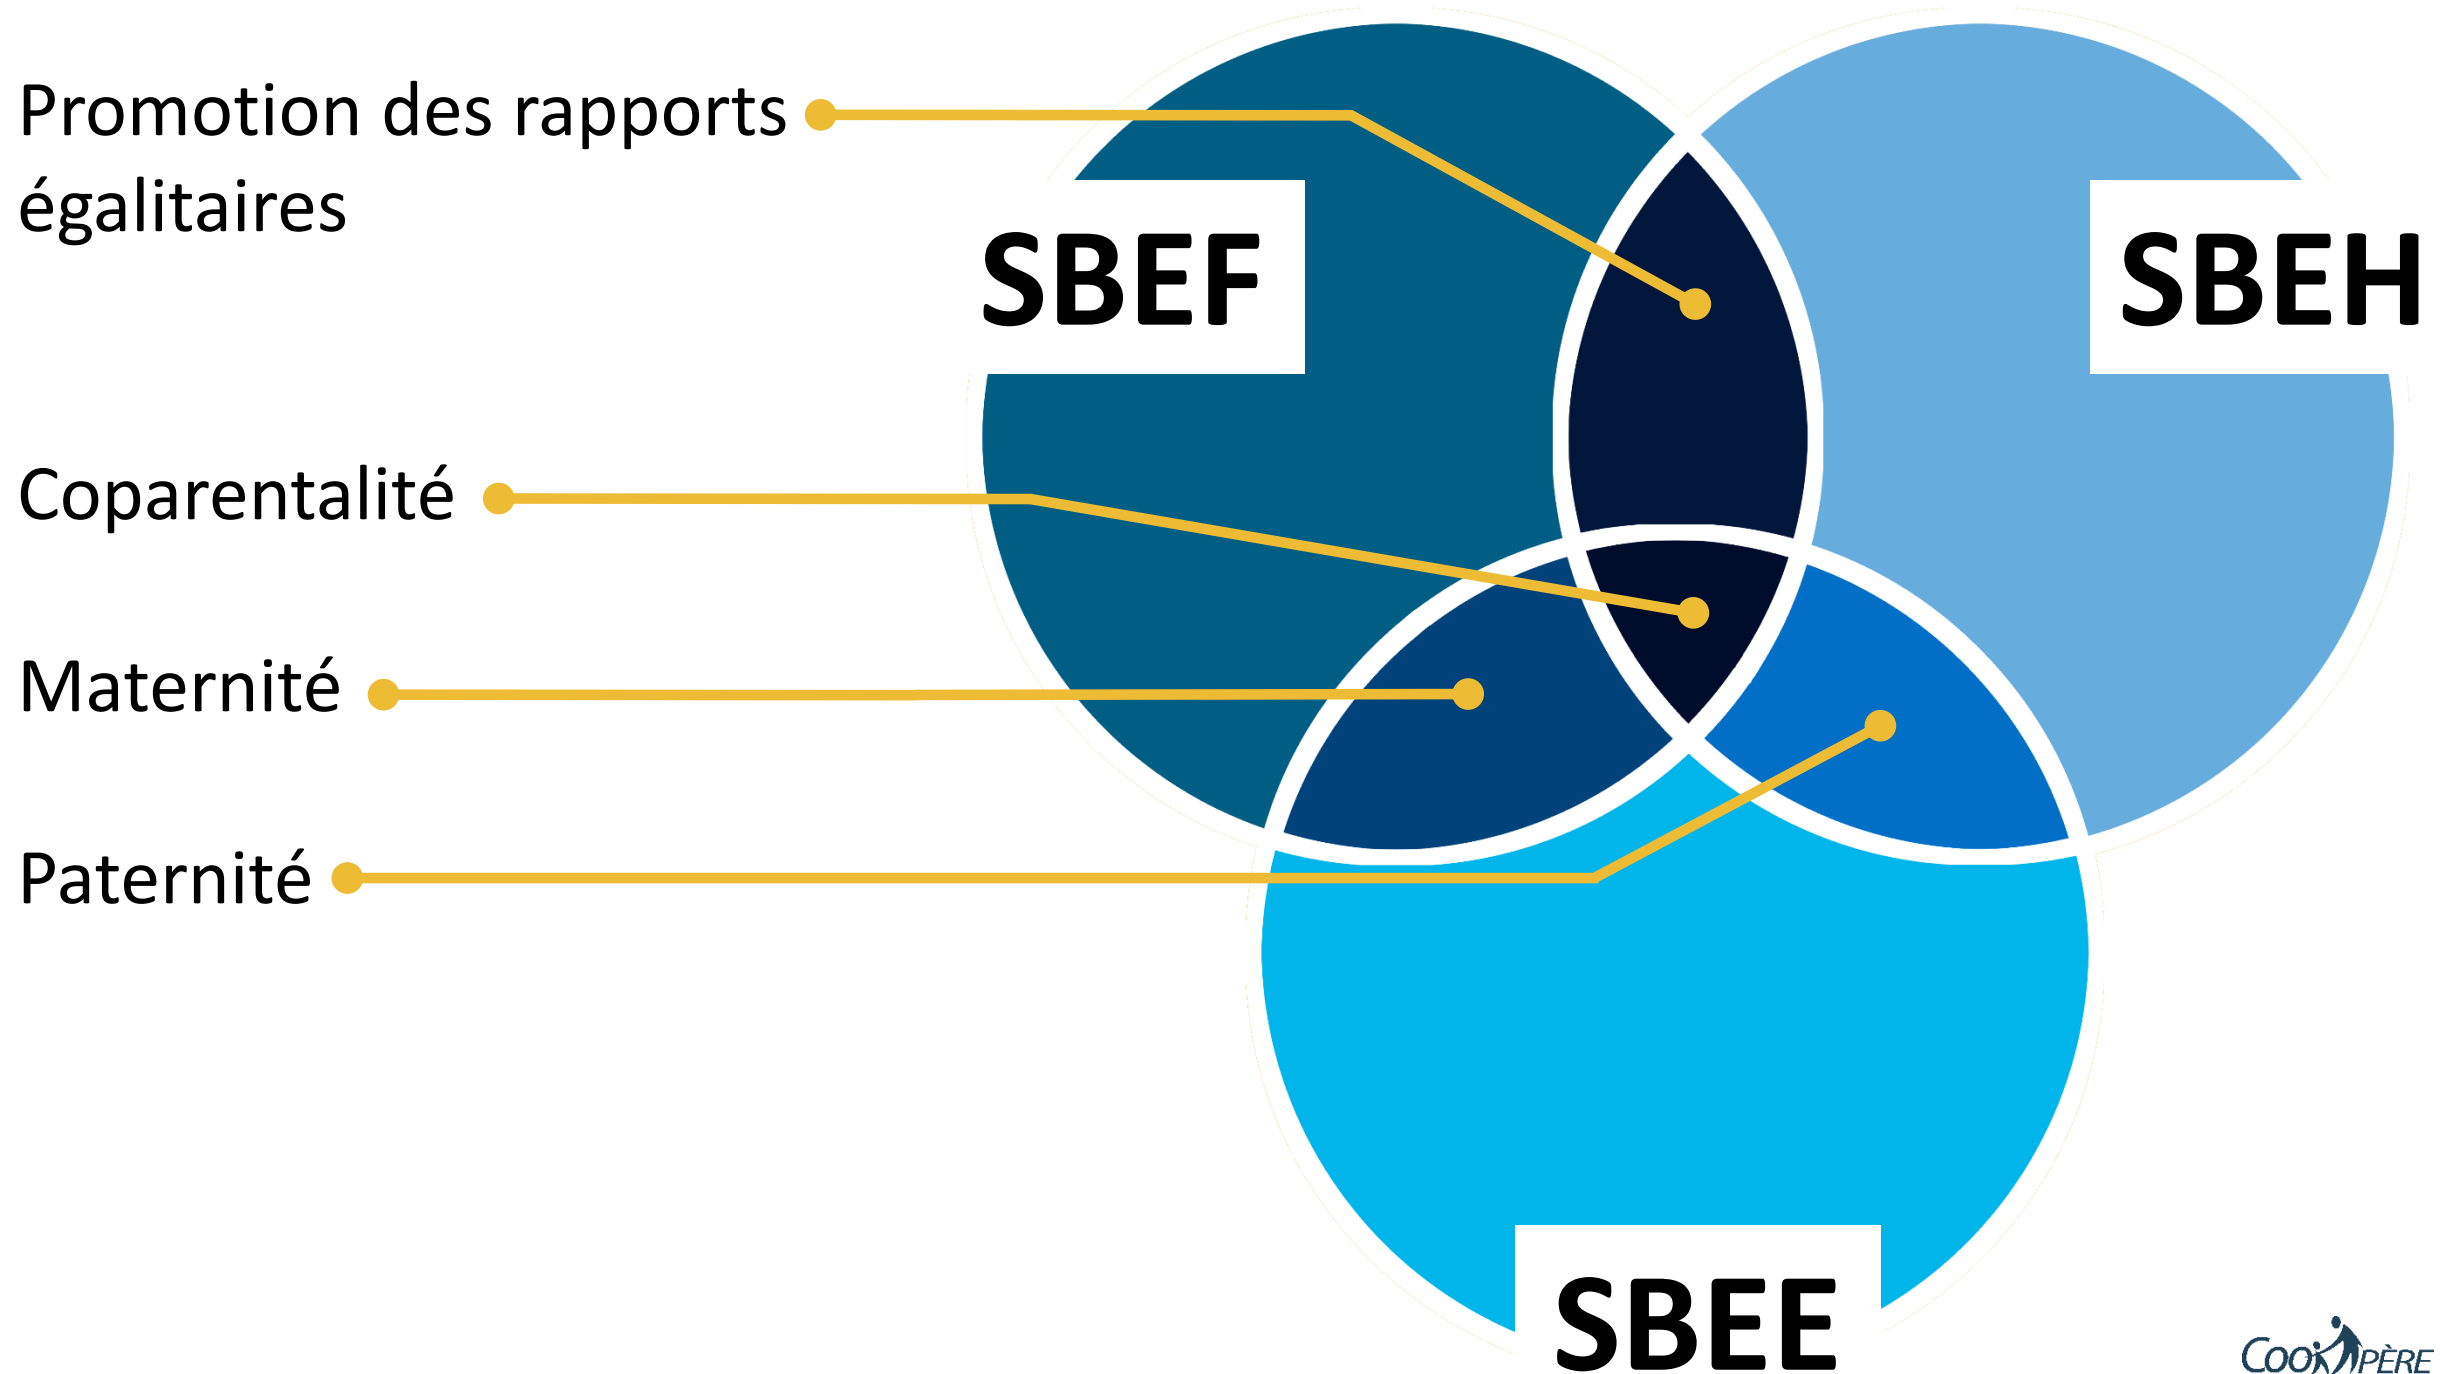 Promotion des rapports
égalitaires
SBEF
SBEH
Coparentalité
Maternité
Paternité
SBEE
COOPÈRE